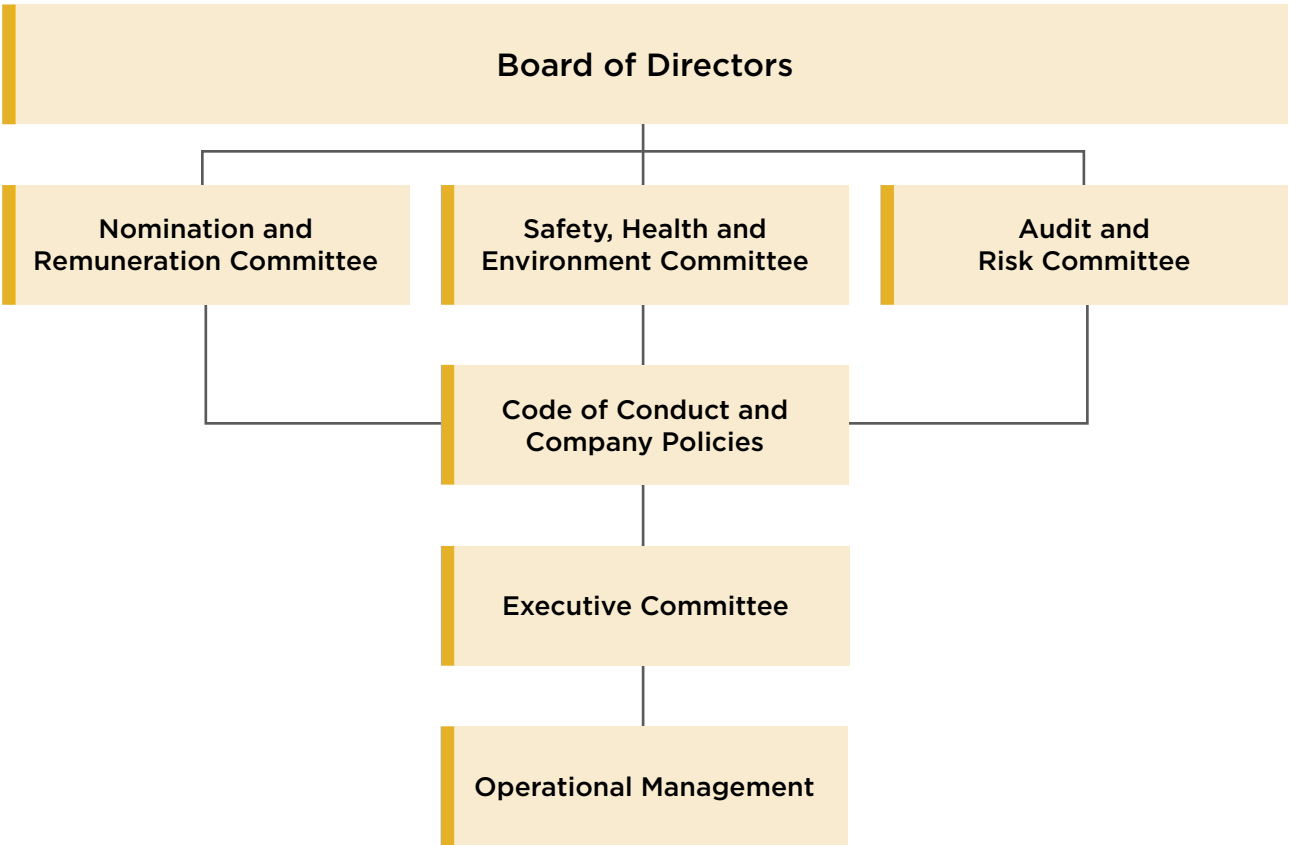 Board of Directors
Nomination and
Remuneration Committee
Safety, Health and
Environment Committee
Audit and
Risk Committee
Code of Conduct and
Company Policies
Executive Committee
Operational Management